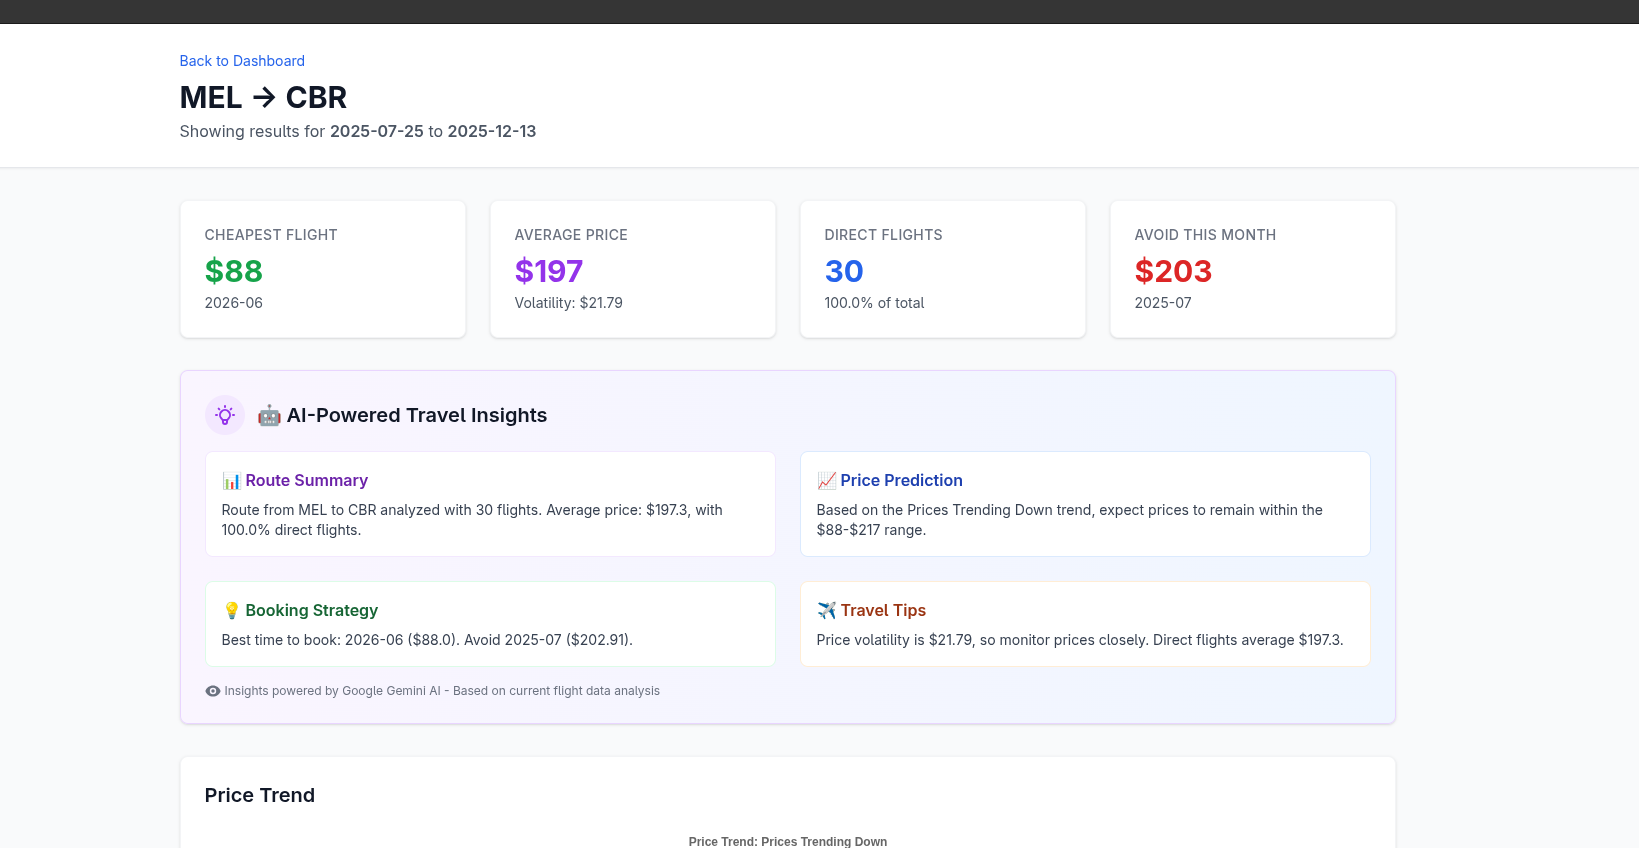 Back to Dashboard
MEL → CBR
Showing results for 2025-07-25 to 2025-12-13
CHEAPEST FLIGHT
$88
2026-06
AVERAGE PRICE
$197
Volatility: $21.79
DIRECT FLIGHTS
30
100.0% of total
AVOID THIS MONTH
$203
2025-07
🤖 AI-Powered Travel Insights
📊 Route Summary
Route from MEL to CBR analyzed with 30 flights. Average price: $197.3, with
100.0% direct flights.
📈 Price Prediction
Based on the Prices Trending Down trend, expect prices to remain within the
$88-$217 range.
💡 Booking Strategy
Best time to book: 2026-06 ($88.0). Avoid 2025-07 ($202.91).
✈️ Travel Tips
Price volatility is $21.79, so monitor prices closely. Direct flights average $197.3.
Insights powered by Google Gemini AI - Based on current flight data analysis
Price Trend
Price Trend: Prices Trending Down